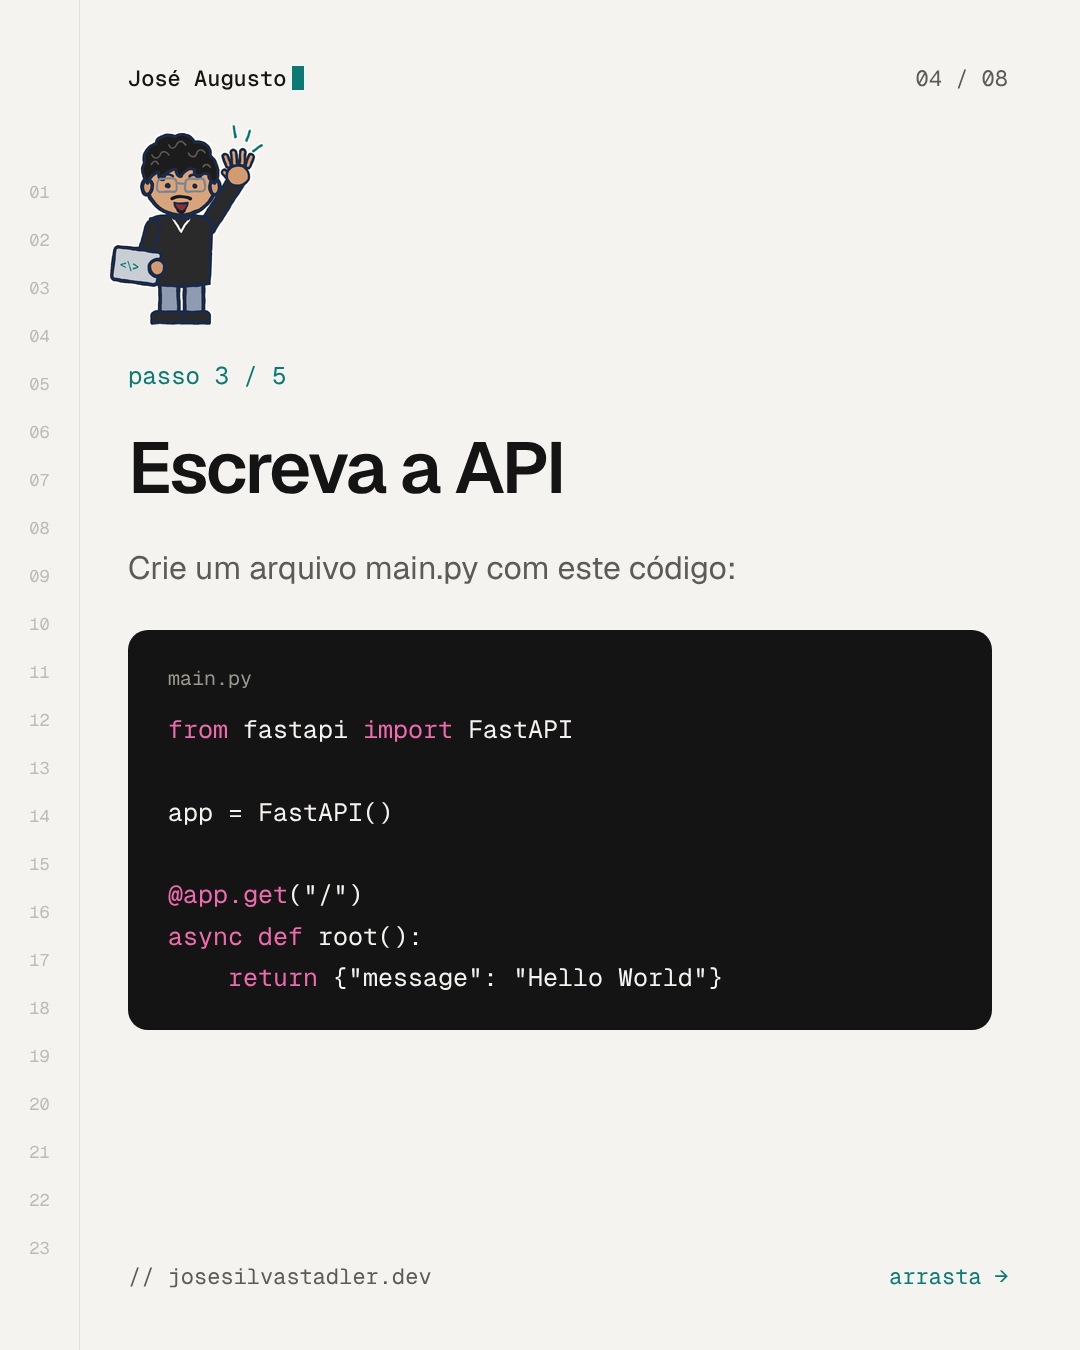 José Augusto
04 / 08
</>
passo 3 / 5
Escreva a API
Crie um arquivo main.py com este código:
main.py
from fastapi import FastAPI
app = FastAPI()
@app.get("/")
async def root():
    return {"message": "Hello World"}
01
02
03
04
05
06
07
08
09
10
11
12
13
14
15
16
17
18
19
20
21
22
23
// josesilvastadler.dev
arrasta →